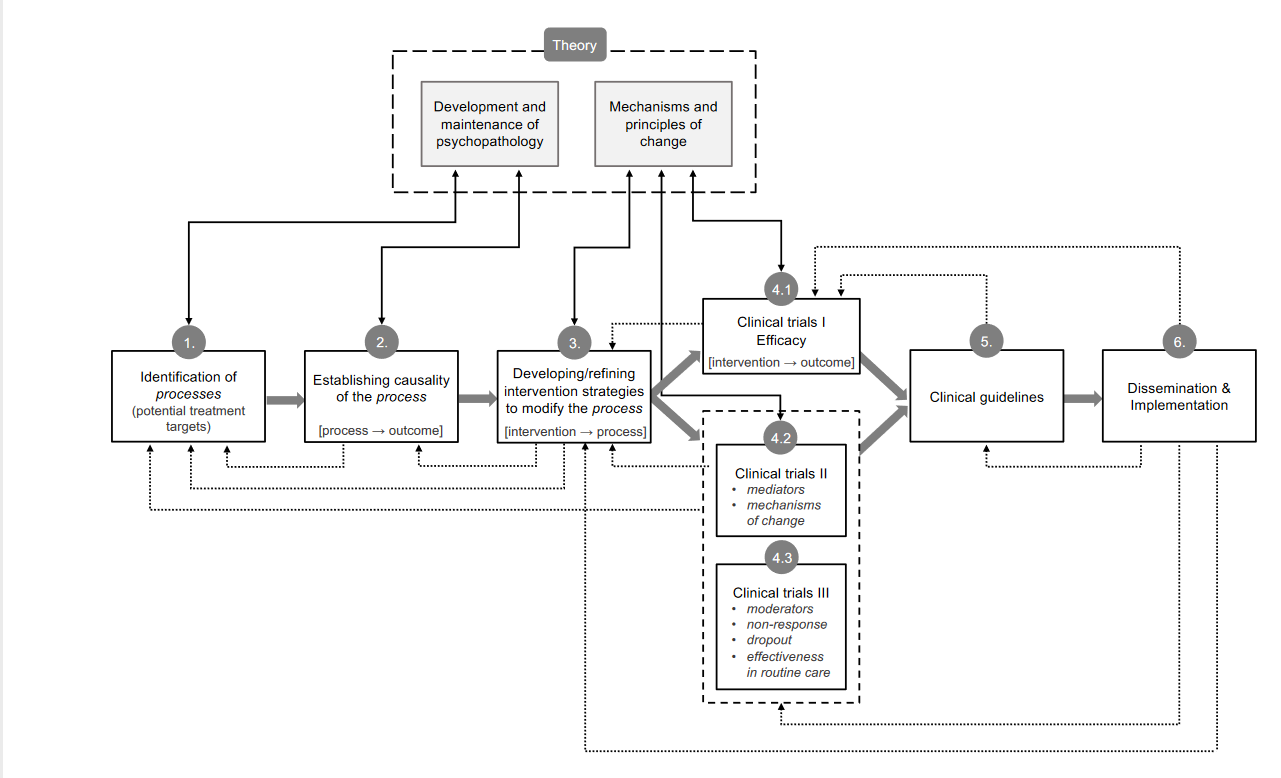 Theory
Development and
maintenance of
psychopathology
Mechanisms and
principles of
change
1.
Identification of
processes
(potential treatment
targets)
2.
Establishing causality
of the process
[process → outcome]
3.
Developing/refining
intervention strategies
to modify the process
[intervention → process]
4.1
Clinical trials I
Efficacy
[intervention → outcome]
4.2
Clinical trials II
• mediators
• mechanisms
of change
4.3
Clinical trials III
• moderators
• non-response
• dropout
• effectiveness
in routine care
5.
Clinical guidelines
6.
Dissemination &
Implementation